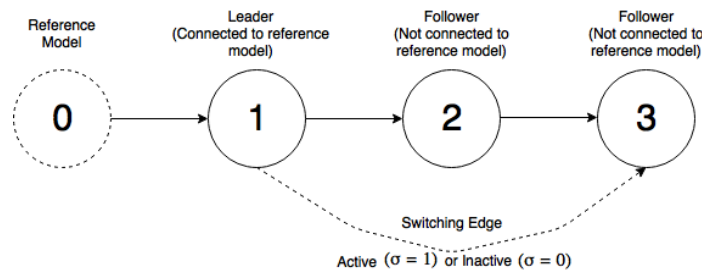 Reference
Model
Leader
(Connected to reference
model)
Follower
(Not connected to
reference model)
Follower
(Not connected to
reference model)
0
1
2
3
Switching Edge
Active (σ = 1) or Inactive (σ = 0)